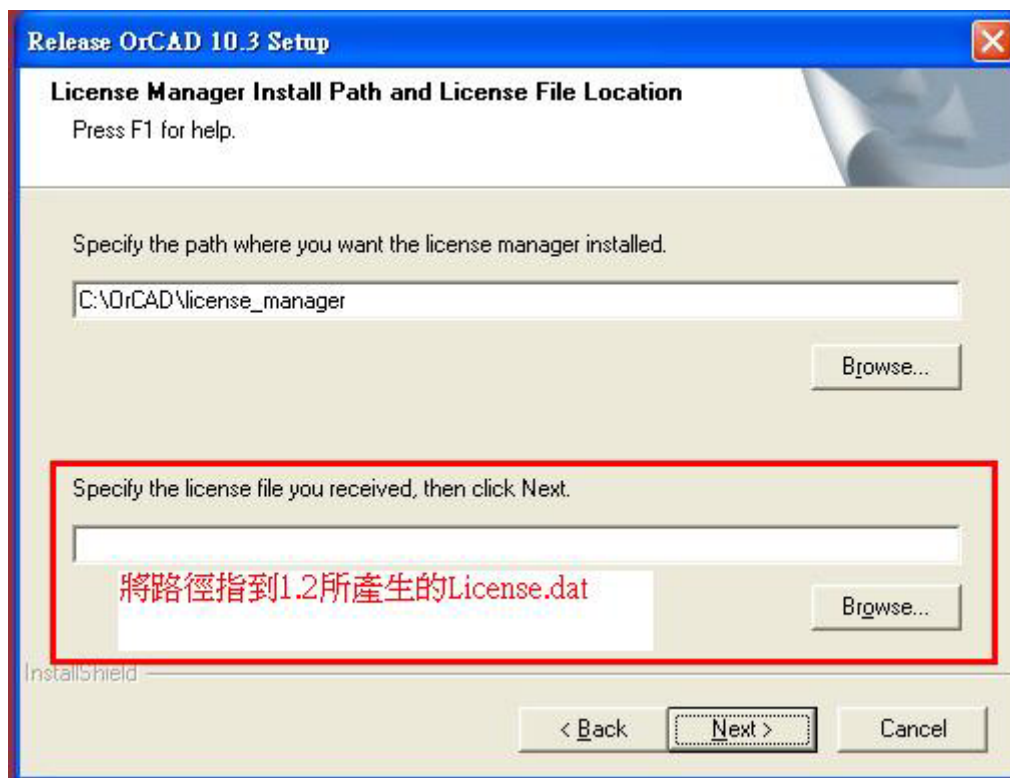 Release OrCAD 10.3 Setup
License Manager Install Path and License File Location
Press F1 for help.
Specify the path where you want the license manager installed.
C:\OrCAD\license_manager
Browse...
Specify the license file you received, then click Next.
將路徑指到1.2所產生的License.dat
Browse...
InstallShield
< Back Next > Cancel